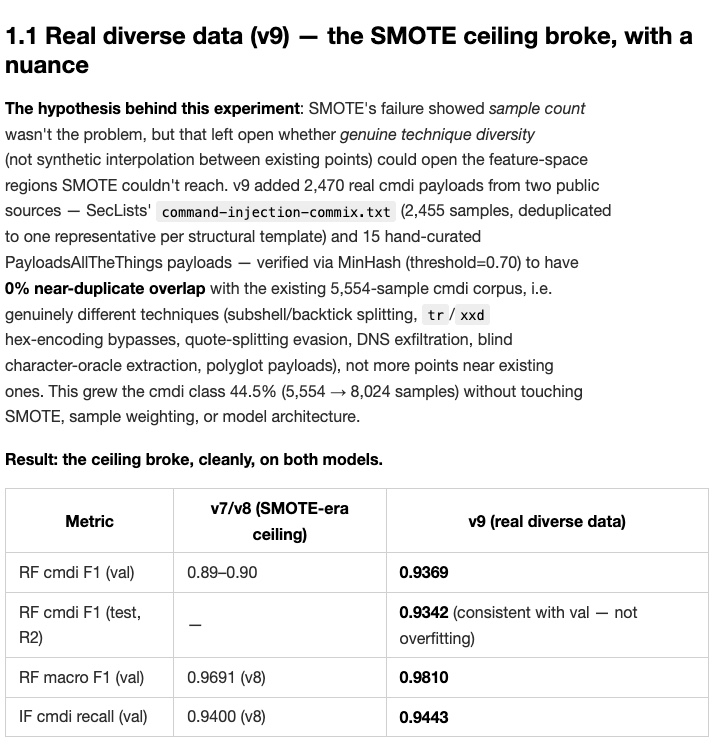 1.1 Real diverse data (v9) — the SMOTE ceiling broke, with a
nuance
The hypothesis behind this experiment: SMOTE's failure showed sample count
wasn't the problem, but that left open whether genuine technique diversity
(not synthetic interpolation between existing points) could open the feature-space
regions SMOTE couldn't reach. v9 added 2,470 real cmdi payloads from two public
sources — SecLists' command-injection-commix.txt (2,455 samples, deduplicated
to one representative per structural template) and 15 hand-curated
PayloadsAllTheThings payloads — verified via MinHash (threshold=0.70) to have
0% near-duplicate overlap with the existing 5,554-sample cmdi corpus, i.e.
genuinely different techniques (subshell/backtick splitting, tr / xxd
hex-encoding bypasses, quote-splitting evasion, DNS exfiltration, blind
character-oracle extraction, polyglot payloads), not more points near existing
ones. This grew the cmdi class 44.5% (5,554 → 8,024 samples) without touching
SMOTE, sample weighting, or model architecture.
Result: the ceiling broke, cleanly, on both models.
Metric
v7/v8 (SMOTE-era
ceiling)
v9 (real diverse data)
RF cmdi F1 (val)
0.89–0.90
0.9369
RF cmdi F1 (test,
R2)
—
0.9342 (consistent with val — not
overfitting)
RF macro F1 (val)
0.9691 (v8)
0.9810
IF cmdi recall (val)
0.9400 (v8)
0.9443